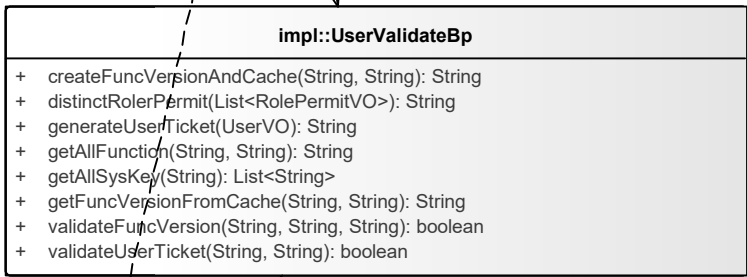 impl::UserValidateBp
+ createFuncVersionAndCache(String, String): String
+ distinctRolerPermit(List<RolePermitVO>): String
+ generateUserTicket(UserVO): String
+ getAllFunction(String, String): String
+ getAllSysKey(String): List<String>
+ getFuncVersionFromCache(String, String): String
+ validateFuncVersion(String, String, String): boolean
+ validateUserTicket(String, String): boolean